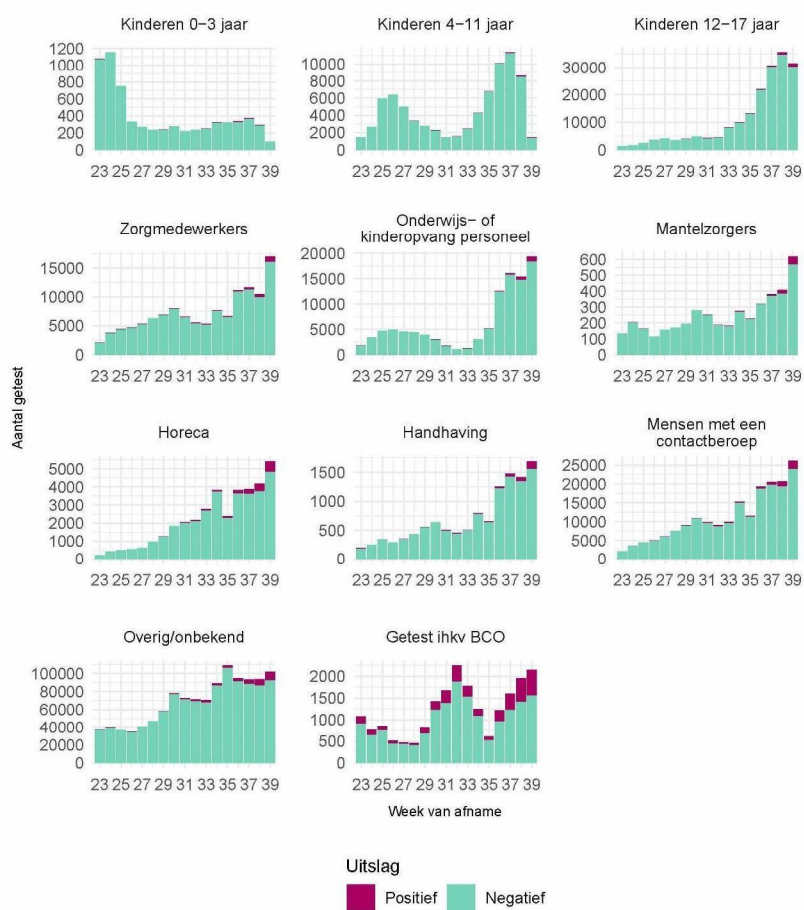 Kinderen 0−3 jaar
1200
1000
800
600
400
200
0
23 25 27 29 31 33 35 37 39
Kinderen 4−11 jaar
10000
8000
6000
4000
2000
0
23 25 27 29 31 33 35 37 39
Kinderen 12−17 jaar
30000
20000
10000
0
23 25 27 29 31 33 35 37 39
Zorgmedewerkers
15000
10000
5000
0
23 25 27 29 31 33 35 37 39
Onderwijs− of
kinderopvang personeel
20000
15000
10000
5000
0
23 25 27 29 31 33 35 37 39
Mantelzorgers
600
500
400
300
200
100
0
23 25 27 29 31 33 35 37 39
Aantal getest
Horeca
5000
4000
3000
2000
1000
0
23 25 27 29 31 33 35 37 39
Handhaving
1500
1000
500
0
23 25 27 29 31 33 35 37 39
Mensen met een
contactberoep
25000
20000
15000
10000
5000
0
23 25 27 29 31 33 35 37 39
Overig/onbekend
100000
80000
60000
40000
20000
0
23 25 27 29 31 33 35 37 39
Getest ihkv BCO
2000
1500
1000
500
0
23 25 27 29 31 33 35 37 39
Week van afname
Uitslag
Positief Negatief